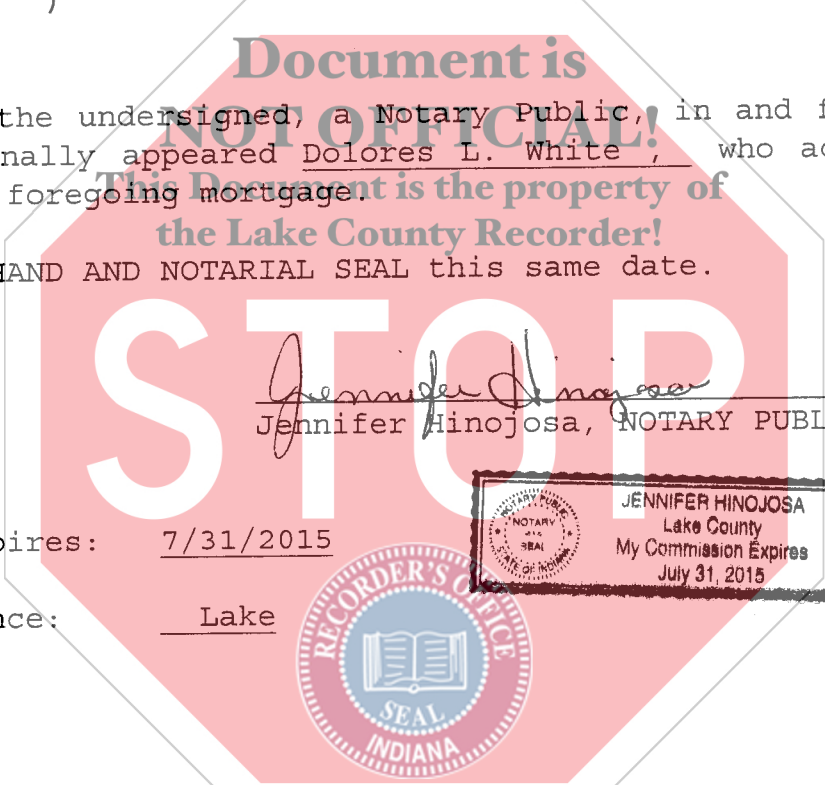 )
Document is
the undersigned, a Notary Public, in and f
NOT OFFICIAL!
nally appeared Dolores L. White , who ac
This Document is the property of
foregoing mortgage.
the Lake County Recorder!
HAND AND NOTARIAL SEAL this same date.
STOP
Jennifer Hinojosa
Jennifer Hinojosa, NOTARY PUBL
JENNIFER HINOJOSA
Lake County
My Commission Expires
July 31, 2015
NOTARY PUBLIC
NOTARY
SEAL
STATE OF INDIANA
pires: 7/31/2015
nce: Lake
RECORDER'S OFFICE
SEAL
INDIANA